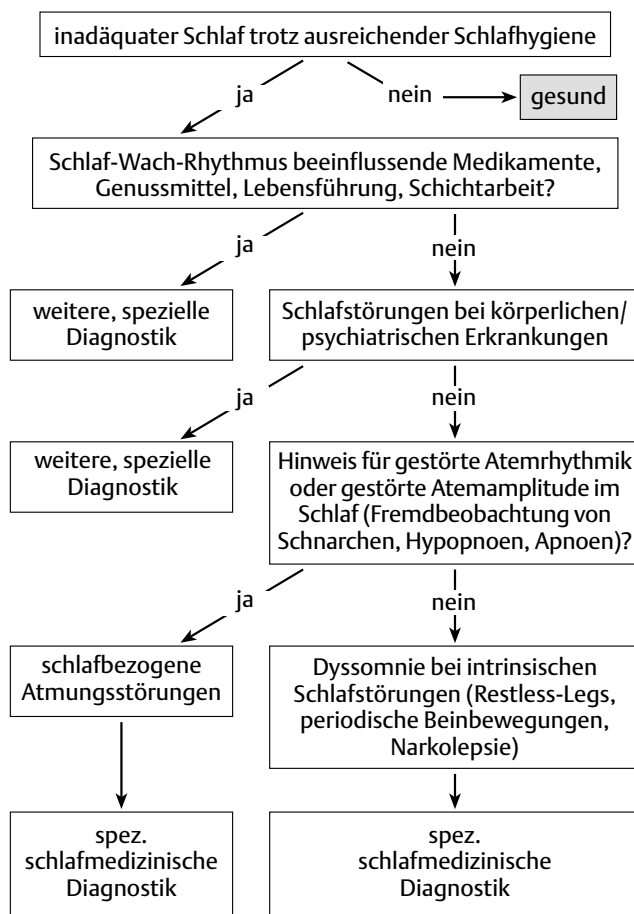 inadäquater Schlaf trotz ausreichender Schlafhygiene
ja
nein
gesund
Schlaf-Wach-Rhythmus beeinflussende Medikamente,
Genussmittel, Lebensführung, Schichtarbeit?
ja
nein
weitere, spezielle
Diagnostik
Schlafstörungen bei körperlichen/
psychiatrischen Erkrankungen
ja
nein
weitere, spezielle
Diagnostik
Hinweis für gestörte Atemrhythmik
oder gestörte Atemamplitude im
Schlaf (Fremdbeobachtung von
Schnarchen, Hypopnoen, Apnoen)?
ja
nein
schlafbezogene
Atmungsstörungen
Dyssomnie bei intrinsischen
Schlafstörungen (Restless-Legs,
periodische Beinbewegungen,
Narkolepsie)
spez.
schlafmedizinische
Diagnostik
spez.
schlafmedizinische
Diagnostik